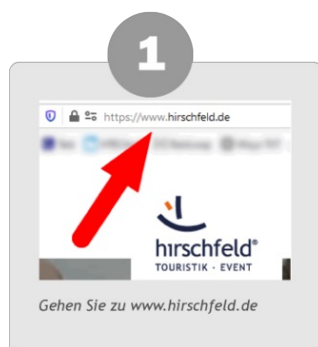 1
https://www.hirschfeld.de
hirschfeld®
TOURISTIK · EVENT
Gehen Sie zu www.hirschfeld.de